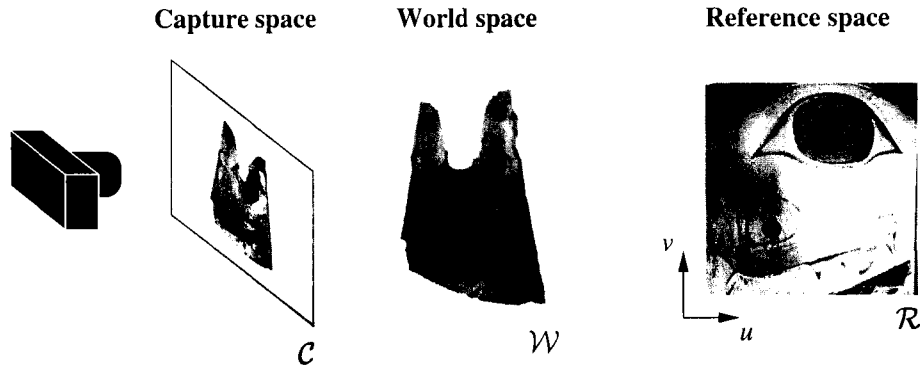 Capture space
World space
Reference space
v
u
𝒞
𝒲
ℛ